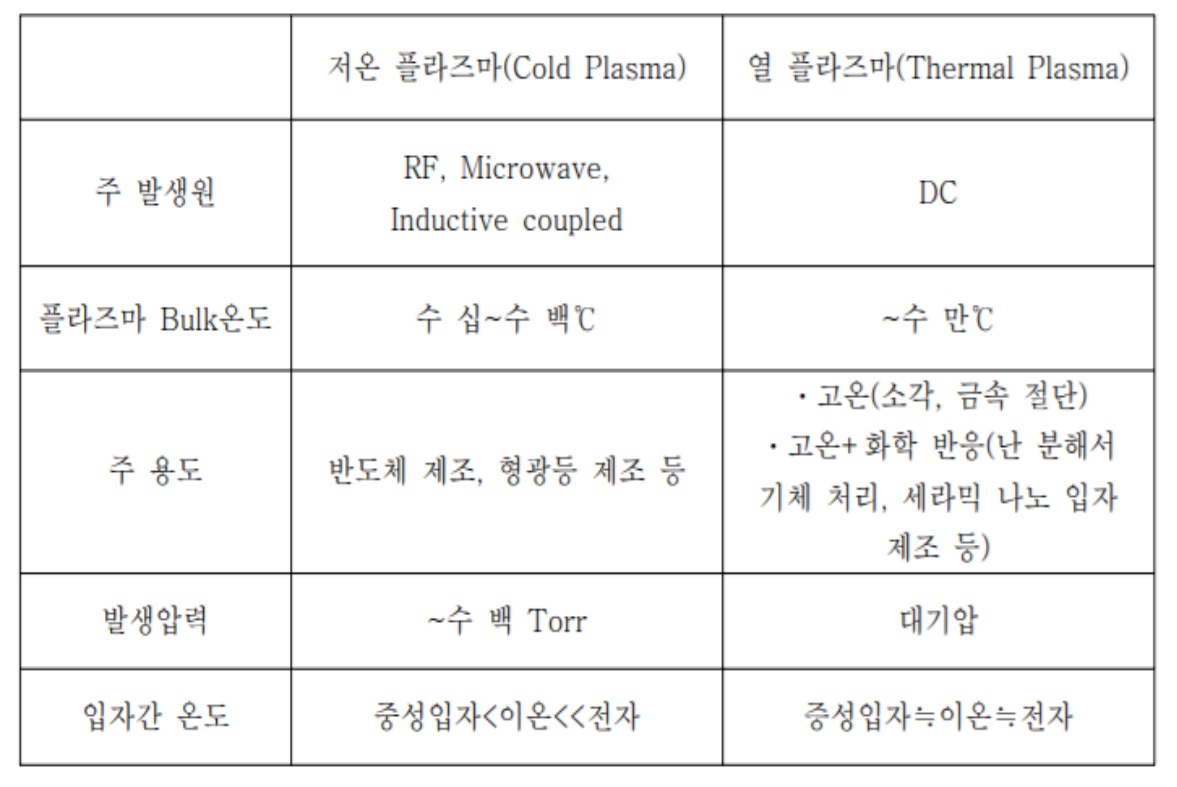 저온 플라즈마(Cold Plasma)
열 플라즈마(Thermal Plasma)
주 발생원
RF, Microwave,
Inductive coupled
DC
플라즈마 Bulk온도
수 십~수 백℃
~수 만℃
주 용도
반도체 제조, 형광등 제조 등
·고온(소각, 금속 절단)
·고온+화학 반응(난 분해서
기체 처리, 세라믹 나노 입자
제조 등)
발생압력
~수 백 Torr
대기압
입자간 온도
중성입자<이온<<전자
중성입자≒이온≒전자